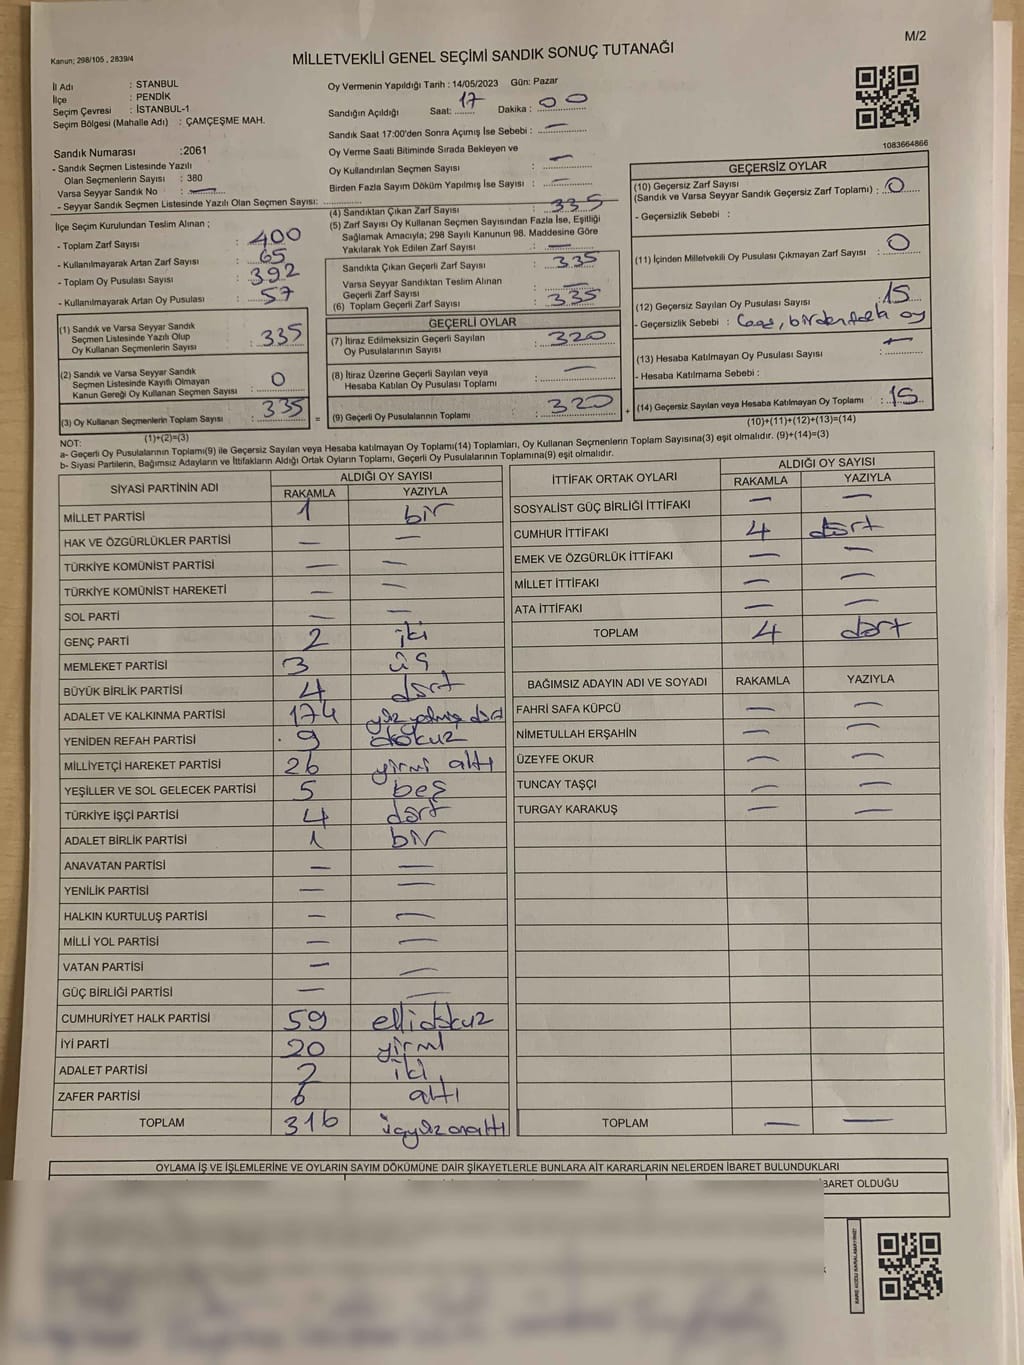 M/2
Kanun; 298/105 , 2839/4
MİLLETVEKİLİ GENEL SEÇİMİ SANDIK SONUÇ TUTANAĞI
İl Adı : STANBUL
İlçe : PENDİK
Seçim Çevresi : İSTANBUL-1
Seçim Bölgesi (Mahalle Adı) : ÇAMÇEŞME MAH.
Sandık Numarası :2061
- Sandık Seçmen Listesinde Yazılı
Olan Seçmenlerin Sayısı : 380
Varsa Seyyar Sandık No : —
- Seyyar Sandık Seçmen Listesinde Yazılı Olan Seçmen Sayısı:
Oy Vermenin Yapıldığı Tarih : 14/05/2023 Gün: Pazar
Sandığın Açıldığı Saat: 17 Dakika : 00
Sandık Saat 17:00'den Sonra Açımış İse Sebebi : —
Oy Verme Saati Bitiminde Sırada Bekleyen ve
Oy Kullandırılan Seçmen Sayısı : —
Birden Fazla Sayım Döküm Yapılmış İse Sayısı : —
1083664866
İlçe Seçim Kurulundan Teslim Alınan ;
- Toplam Zarf Sayısı : 400
- Kullanılmayarak Artan Zarf Sayısı : 65
- Toplam Oy Pusulası Sayısı : 392
- Kullanılmayarak Artan Oy Pusulası : 57
(1) Sandık ve Varsa Seyyar Sandık
Seçmen Listesinde Yazılı Olup
Oy Kullanan Seçmenlerin Sayısı : 335
(2) Sandık ve Varsa Seyyar Sandık
Seçmen Listesinde Kayıtlı Olmayan
Kanun Gereği Oy Kullanan Seçmen Sayısı : 0
(3) Oy Kullanan Seçmenlerin Toplam Sayısı : 335 =
(1)+(2)=(3)
(4) Sandıktan Çıkan Zarf Sayısı : 335
(5) Zarf Sayısı Oy Kullanan Seçmen Sayısından Fazla İse, Eşitliği
Sağlamak Amacıyla; 298 Sayılı Kanunun 98. Maddesine Göre
Yakılarak Yok Edilen Zarf Sayısı : —
Sandıkta Çıkan Geçerli Zarf Sayısı : 335
Varsa Seyyar Sandıktan Teslim Alınan
Geçerli Zarf Sayısı : —
(6) Toplam Geçerli Zarf Sayısı : 335
GEÇERLİ OYLAR
(7) İtiraz Edilmeksizin Geçerli Sayılan
Oy Pusulalarının Sayısı : 320
(8) İtiraz Üzerine Geçerli Sayılan veya
Hesaba Katılan Oy Pusulası Toplamı : —
(9) Geçerli Oy Pusulalarının Toplamı : 320 +
GEÇERSİZ OYLAR
(10) Geçersiz Zarf Sayısı
(Sandık ve Varsa Seyyar Sandık Geçersiz Zarf Toplamı) : 0
- Geçersizlik Sebebi :
(11) İçinden Milletvekili Oy Pusulası Çıkmayan Zarf Sayısı : 0
(12) Geçersiz Sayılan Oy Pusulası Sayısı : 15
- Geçersizlik Sebebi : birden fazla oy
(13) Hesaba Katılmayan Oy Pusulası Sayısı : —
- Hesaba Katılmama Sebebi :
(14) Geçersiz Sayılan veya Hesaba Katılmayan Oy Toplamı : 15
(10)+(11)+(12)+(13)=(14)
NOT:
a- Geçerli Oy Pusulalarının Toplamı(9) ile Geçersiz Sayılan veya Hesaba katılmayan Oy Toplamı(14) Toplamları, Oy Kullanan Seçmenlerin Toplam Sayısına(3) eşit olmalıdır. (9)+(14)=(3)
b- Siyasi Partilerin, Bağımsız Adayların ve İttifakların Aldığı Ortak Oyların Toplamı, Geçerli Oy Pusulalarının Toplamına(9) eşit olmalıdır.
SİYASİ PARTİNİN ADI ALDIĞI OY SAYISI
RAKAMLA YAZIYLA
MİLLET PARTİSİ 1 bir
HAK VE ÖZGÜRLÜKLER PARTİSİ — —
TÜRKİYE KOMÜNİST PARTİSİ — —
TÜRKİYE KOMÜNİST HAREKETİ — —
SOL PARTİ — —
GENÇ PARTİ 2 iki
MEMLEKET PARTİSİ 3 üç
BÜYÜK BİRLİK PARTİSİ 4 dört
ADALET VE KALKINMA PARTİSİ 174 yüz yetmiş dört
YENİDEN REFAH PARTİSİ 9 dokuz
MİLLİYETÇİ HAREKET PARTİSİ 26 yirmi altı
YEŞİLLER VE SOL GELECEK PARTİSİ 5 beş
TÜRKİYE İŞÇİ PARTİSİ 4 dört
ADALET BİRLİK PARTİSİ 1 bir
ANAVATAN PARTİSİ — —
YENİLİK PARTİSİ — —
HALKIN KURTULUŞ PARTİSİ — —
MİLLİ YOL PARTİSİ — —
VATAN PARTİSİ — —
GÜÇ BİRLİĞİ PARTİSİ — —
CUMHURİYET HALK PARTİSİ 59 ellidokuz
İYİ PARTİ 20 yirmi
ADALET PARTİSİ 2 iki
ZAFER PARTİSİ 6 altı
TOPLAM 316 üçyüzonaltı
İTTİFAK ORTAK OYLARI ALDIĞI OY SAYISI
RAKAMLA YAZIYLA
SOSYALİST GÜÇ BİRLİĞİ İTTİFAKI — —
CUMHUR İTTİFAKI 4 dört
EMEK VE ÖZGÜRLÜK İTTİFAKI — —
MİLLET İTTİFAKI — —
ATA İTTİFAKI — —
TOPLAM 4 dört
BAĞIMSIZ ADAYIN ADI VE SOYADI RAKAMLA YAZIYLA
FAHRİ SAFA KÜPCÜ — —
NİMETULLAH ERŞAHİN — —
ÜZEYFE OKUR — —
TUNCAY TAŞÇI — —
TURGAY KARAKUŞ — —
TOPLAM — —
OYLAMA İŞ VE İŞLEMLERİNE VE OYLARIN SAYIM DÖKÜMÜNE DAİR ŞİKAYETLERLE BUNLARA AİT KARARLARIN NELERDEN İBARET BULUNDUKLARI
BARET OLDUĞU
KARE KODU KARALAMAYINIZ!